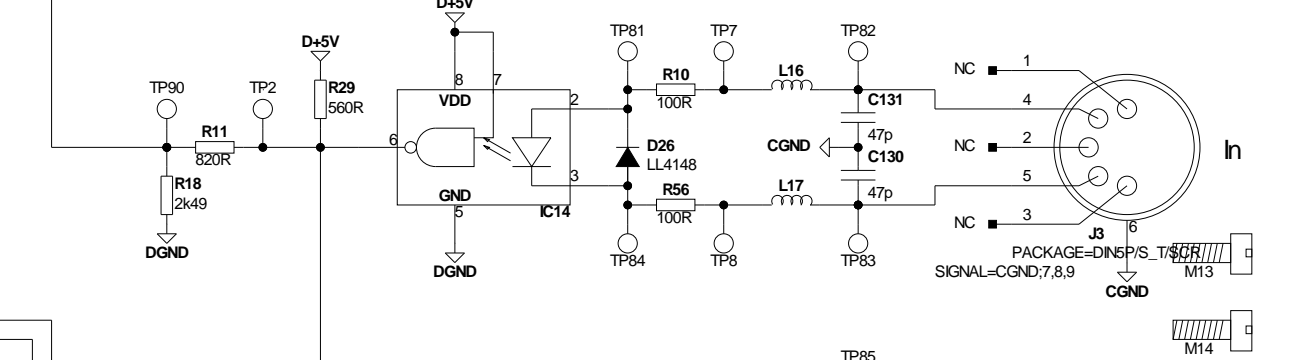 D+5V
D+5V
TP81
TP7
TP82
TP90
TP2
R29
560R
8
7
VDD
2
R10
100R
L16
C131
47p
NC
1
4
R11
820R
6
D26
LL4148
CGND
C130
47p
NC
2
In
R18
2k49
GND
3
R56
100R
L17
5
NC
3
J3
6
5
IC14
DGND
DGND
TP84
TP8
TP83
PACKAGE=DIN5P/S_T/SCR
SIGNAL=CGND;7,8,9
M13
CGND
M14
TP85